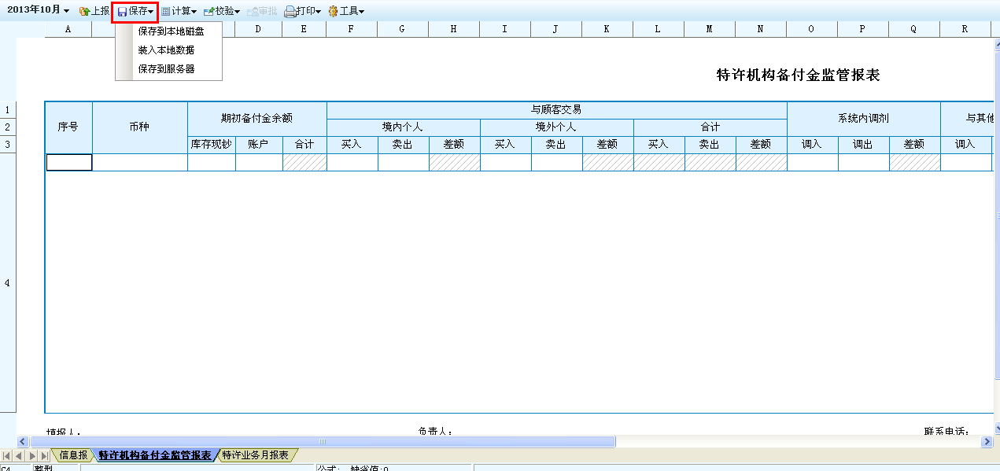 2013年10月 上报 保存 计算 校验 审批 打印 工具
A D E F G H I J K L M N O P Q R
保存到本地磁盘
装入本地数据
保存到服务器
特许机构备付金监管报表
1 序号 币种 期初备付金余额 与顾客交易 系统内调剂 与其他
2 境内个人 境外个人 合计
3 库存现钞 账户 合计 买入 卖出 差额 买入 卖出 差额 买入 卖出 差额 调入 调出 差额 调入
4
填报人: 负责人: 联系电话:
信息报 特许机构备付金监管报表 特许业务月报表
C4 整型 公式: 缺省值:0